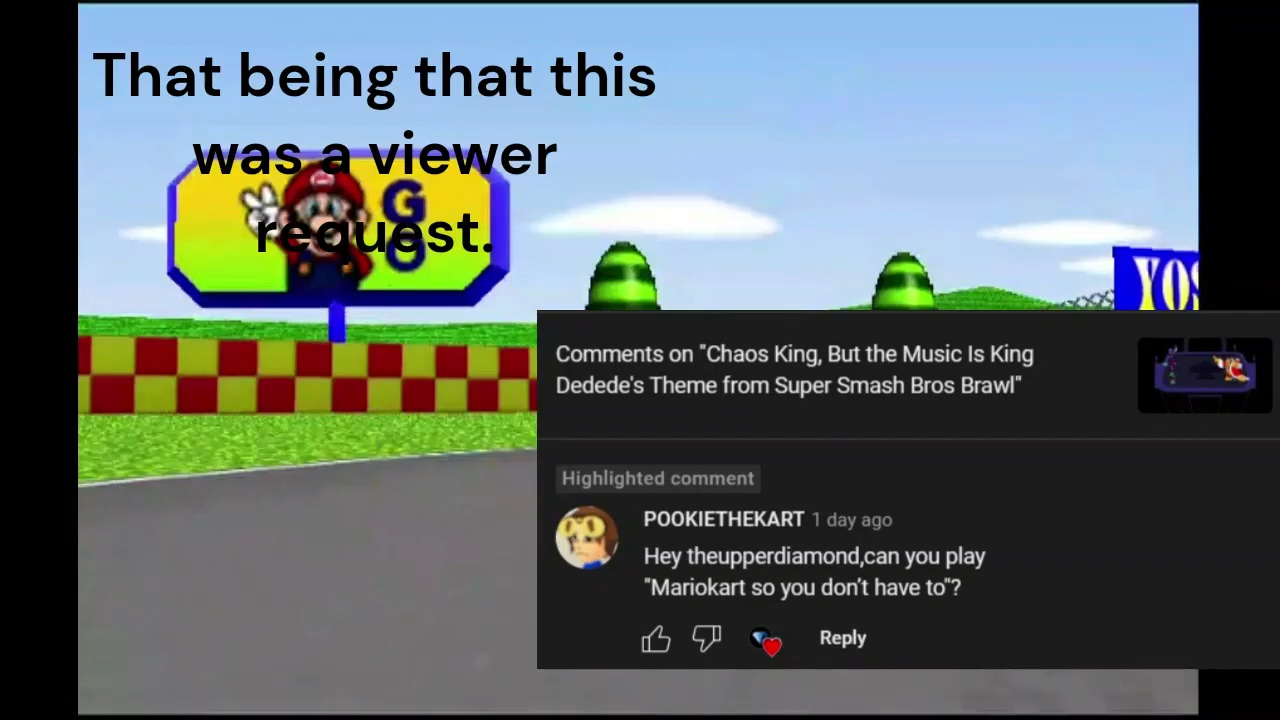 That being that this
was a viewer
request.
GO
YOS
Comments on "Chaos King, But the Music Is King
Dedede's Theme from Super Smash Bros Brawl"
Highlighted comment
POOKIETHEKART 1 day ago
Hey theupperdiamond,can you play
"Mariokart so you don't have to"?
Reply